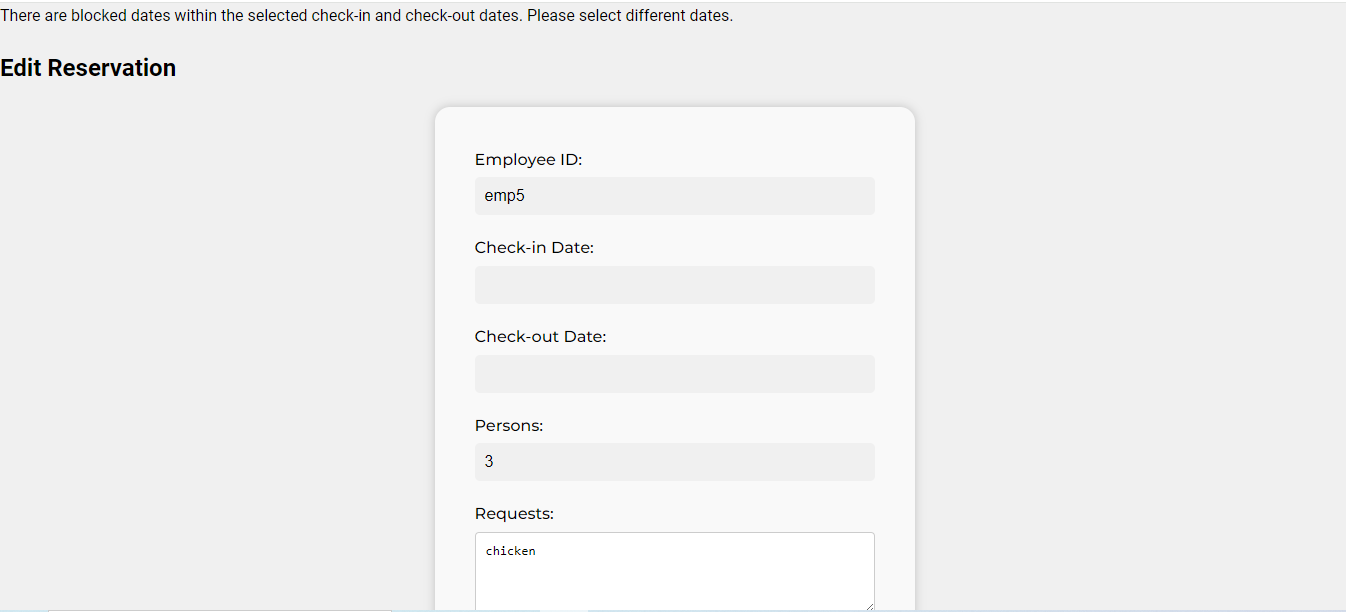 There are blocked dates within the selected check-in and check-out dates. Please select different dates.
Edit Reservation
Employee ID:
emp5
Check-in Date:
Check-out Date:
Persons:
3
Requests:
chicken